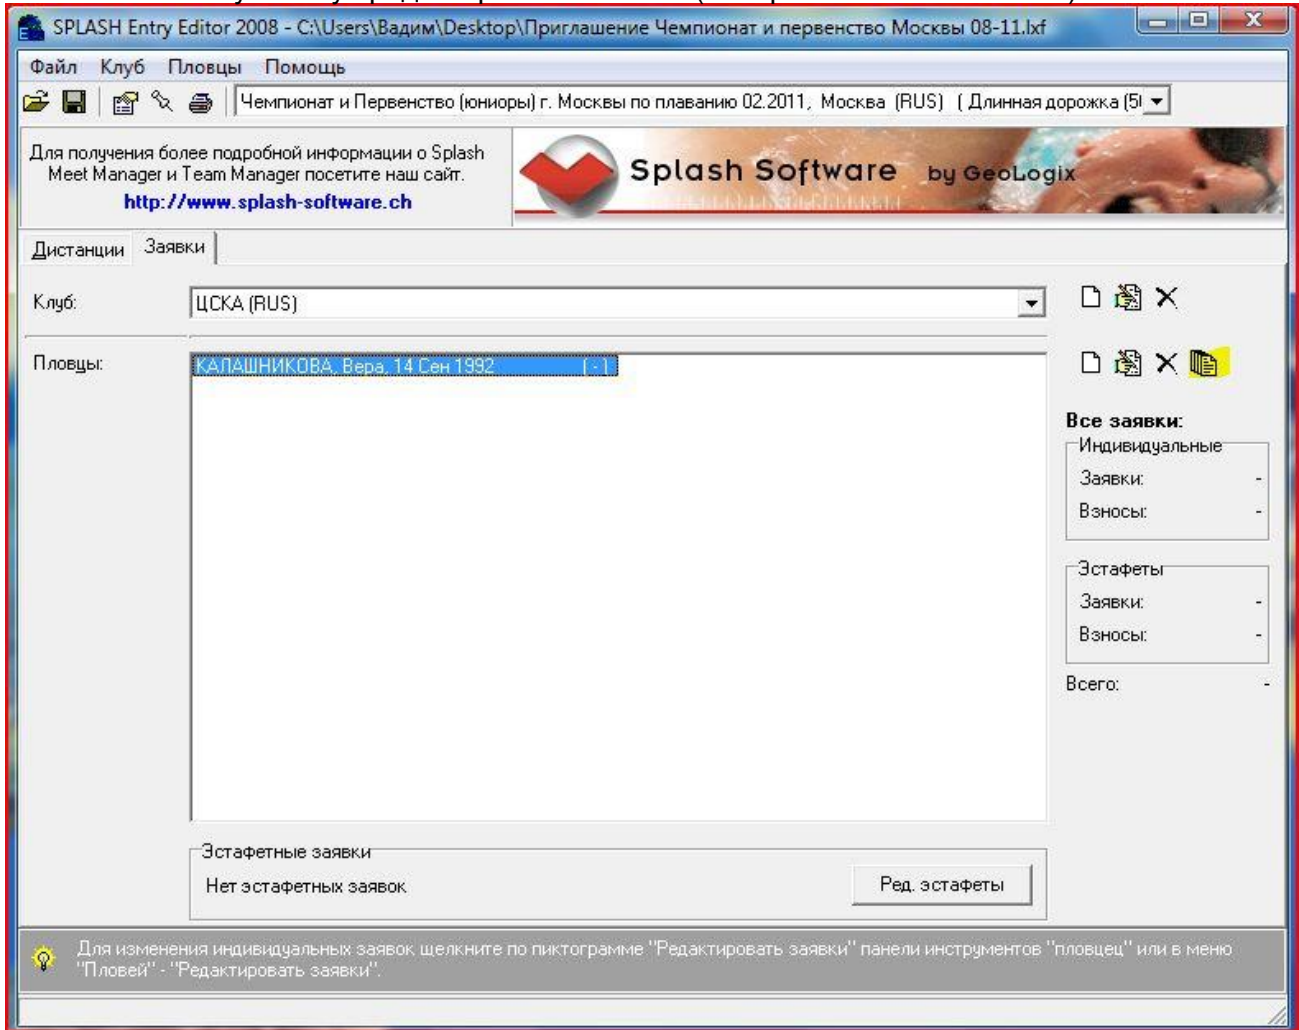 SPLASH Entry Editor 2008 - C:\Users\Вадим\Desktop\Приглашение Чемпионат и первенство Москвы 08-11.lxf
Файл Клуб Пловцы Помощь
Чемпионат и Первенство (юниоры) г. Москвы по плаванию 02.2011, Москва (RUS) ( Длинная дорожка (5
Для получения более подробной информации о Splash
Meet Manager и Team Manager посетите наш сайт.
http://www.splash-software.ch
Splash Software by GeoLogix
Дистанции Заявки
Клуб: ЦСКА (RUS)
Пловцы: КАЛАШНИКОВА, Вера, 14 Сен 1992 ( - )
Все заявки:
Индивидуальные
Заявки: -
Взносы: -
Эстафеты
Заявки: -
Взносы: -
Всего: -
Эстафетные заявки
Нет эстафетных заявок
Ред. эстафеты
Для изменения индивидуальных заявок щелкните по пиктограмме "Редактировать заявки" панели инструментов "пловцец" или в меню
"Пловей" - "Редактировать заявки".